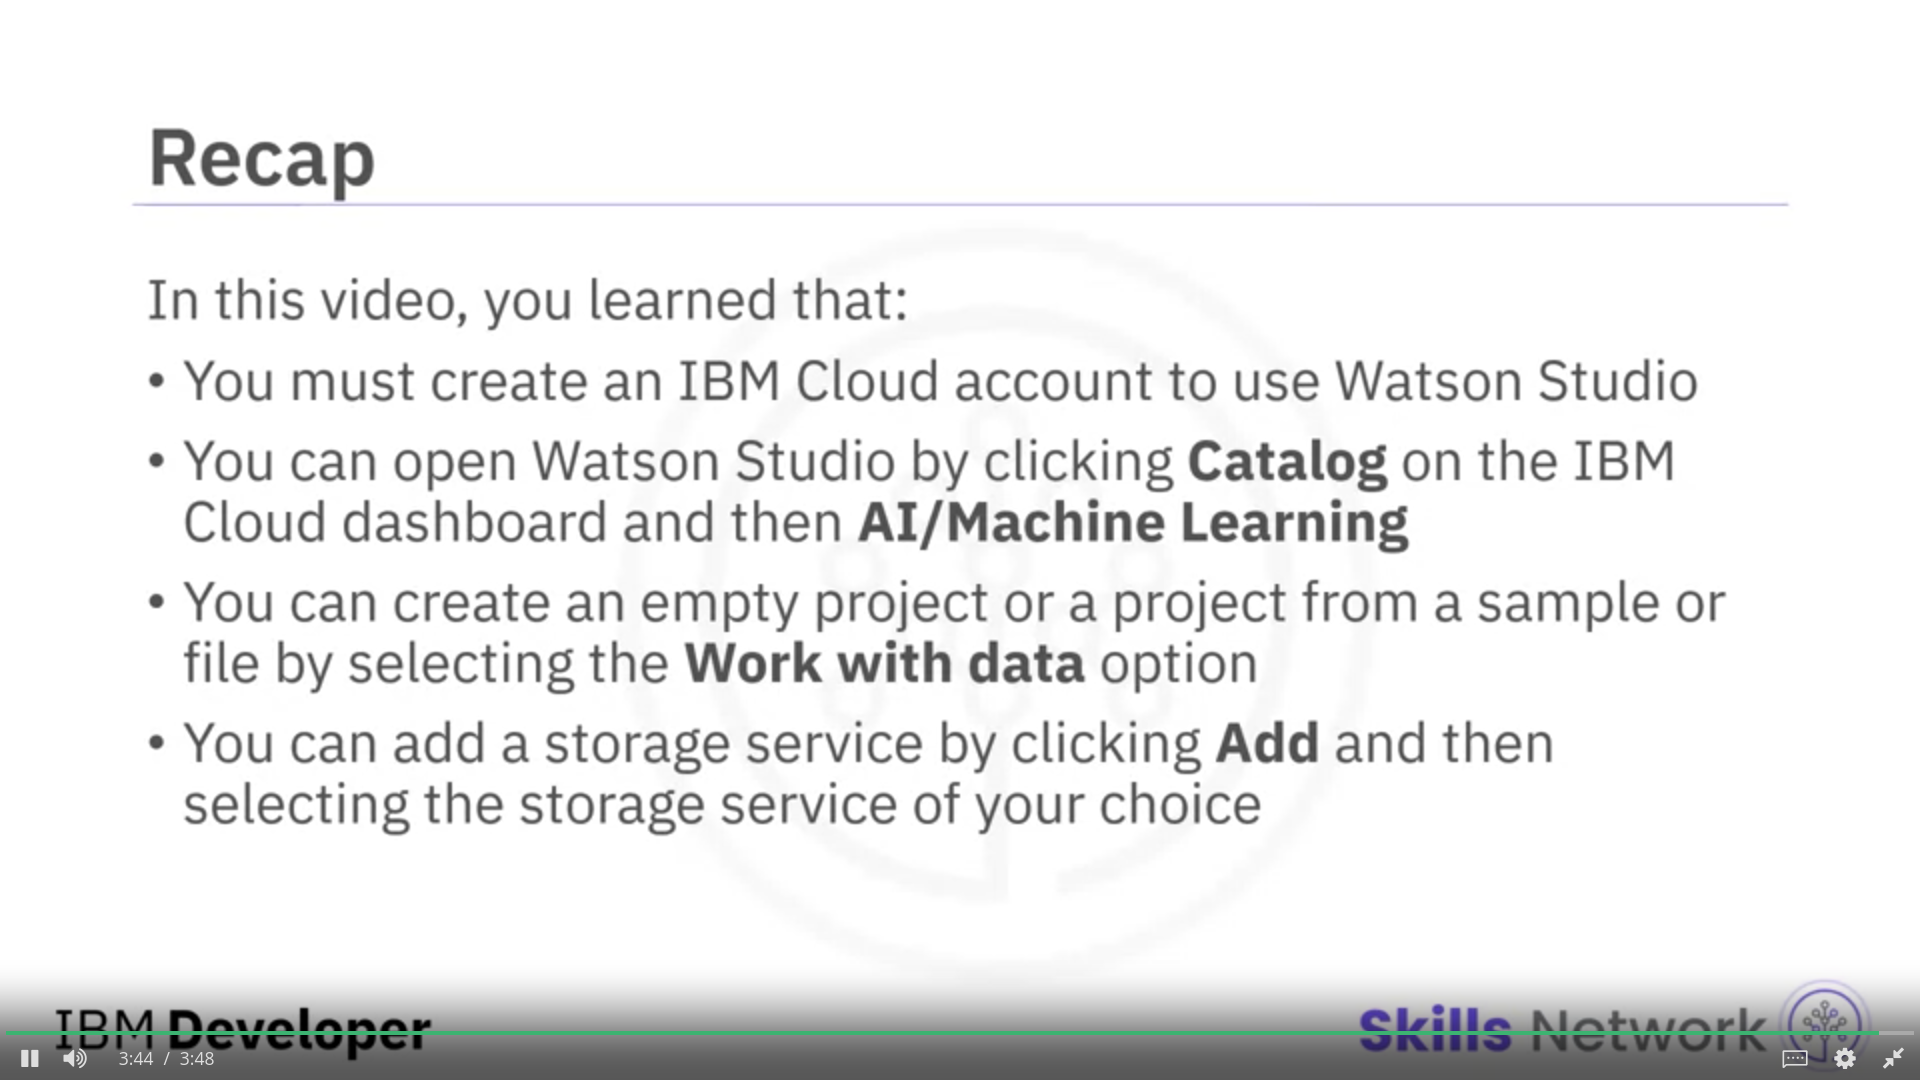 Recap
In this video, you learned that:
• You must create an IBM Cloud account to use Watson Studio
• You can open Watson Studio by clicking Catalog on the IBM
Cloud dashboard and then AI/Machine Learning
• You can create an empty project or a project from a sample or
file by selecting the Work with data option
• You can add a storage service by clicking Add and then
selecting the storage service of your choice
IBM Developer
Skills Network
3:44 / 3:48